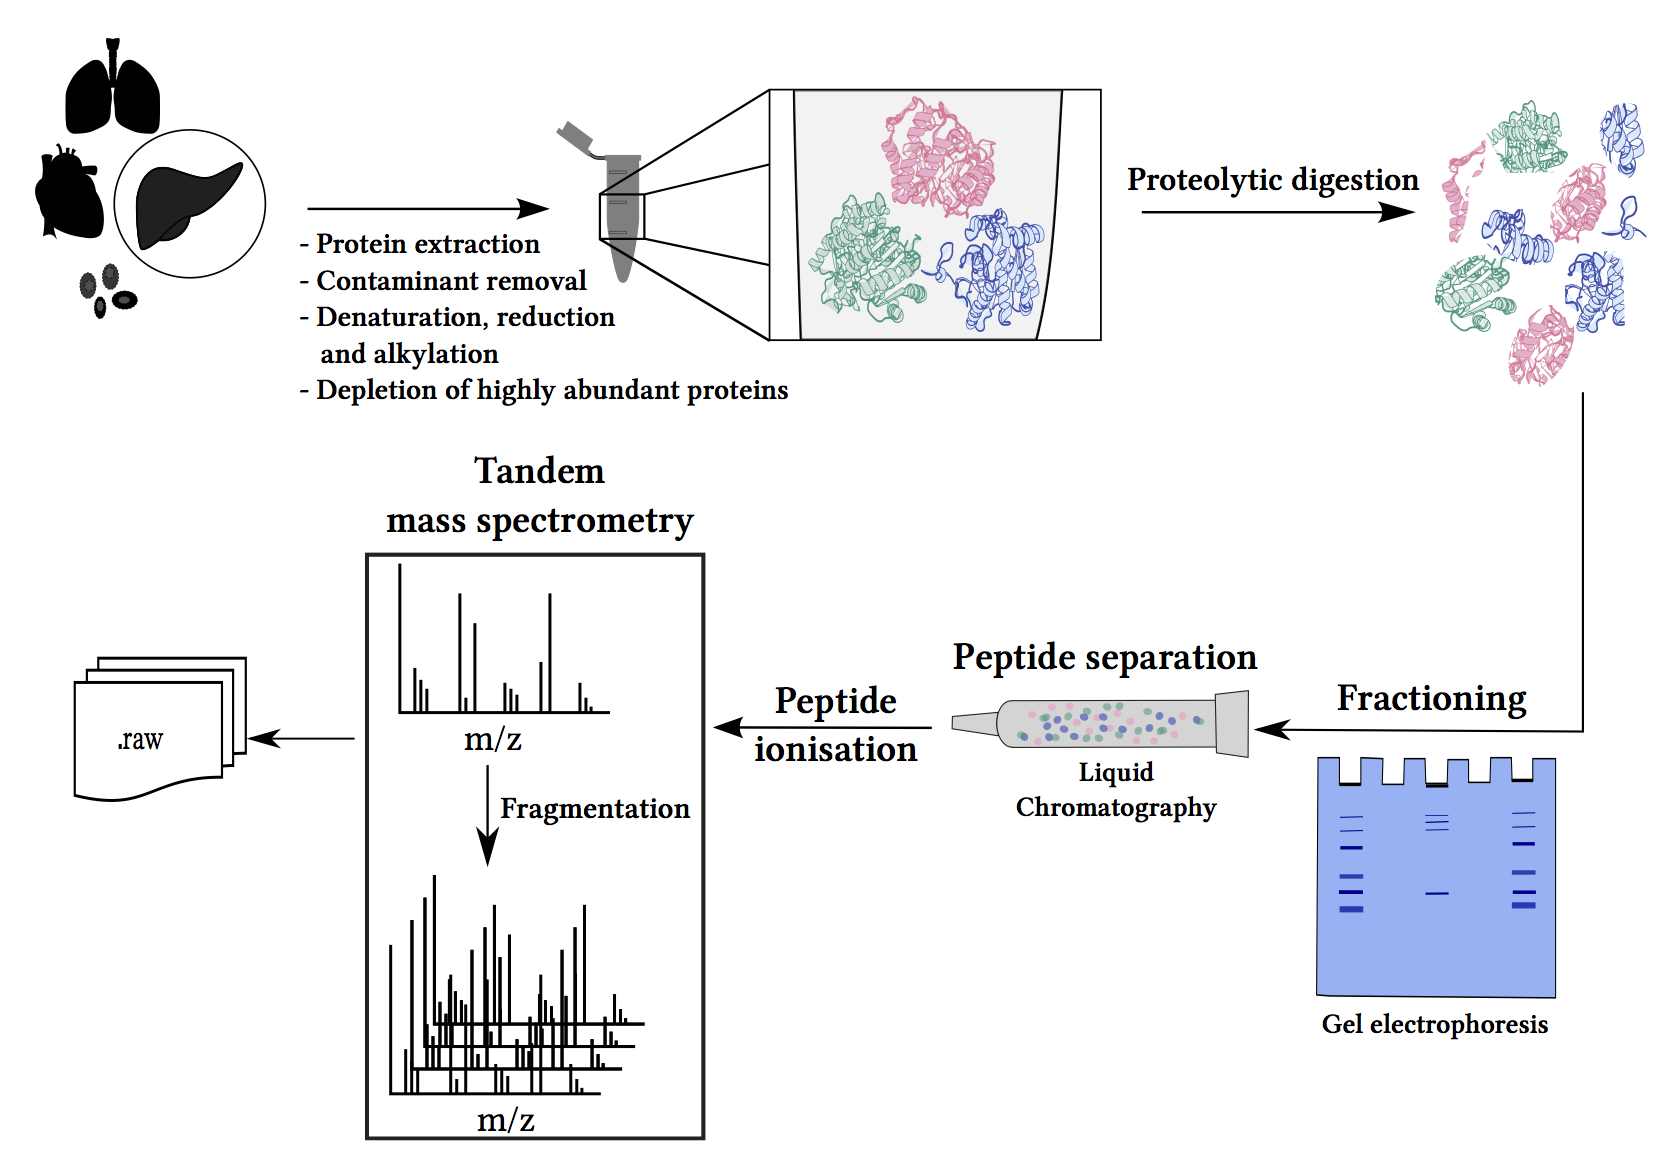 - Protein extraction
- Contaminant removal
- Denaturation, reduction
and alkylation
- Depletion of highly abundant proteins
Proteolytic digestion
Fractioning
Gel electrophoresis
Peptide separation
Liquid
Chromatography
Peptide
ionisation
Tandem
mass spectrometry
m/z
Fragmentation
m/z
.raw